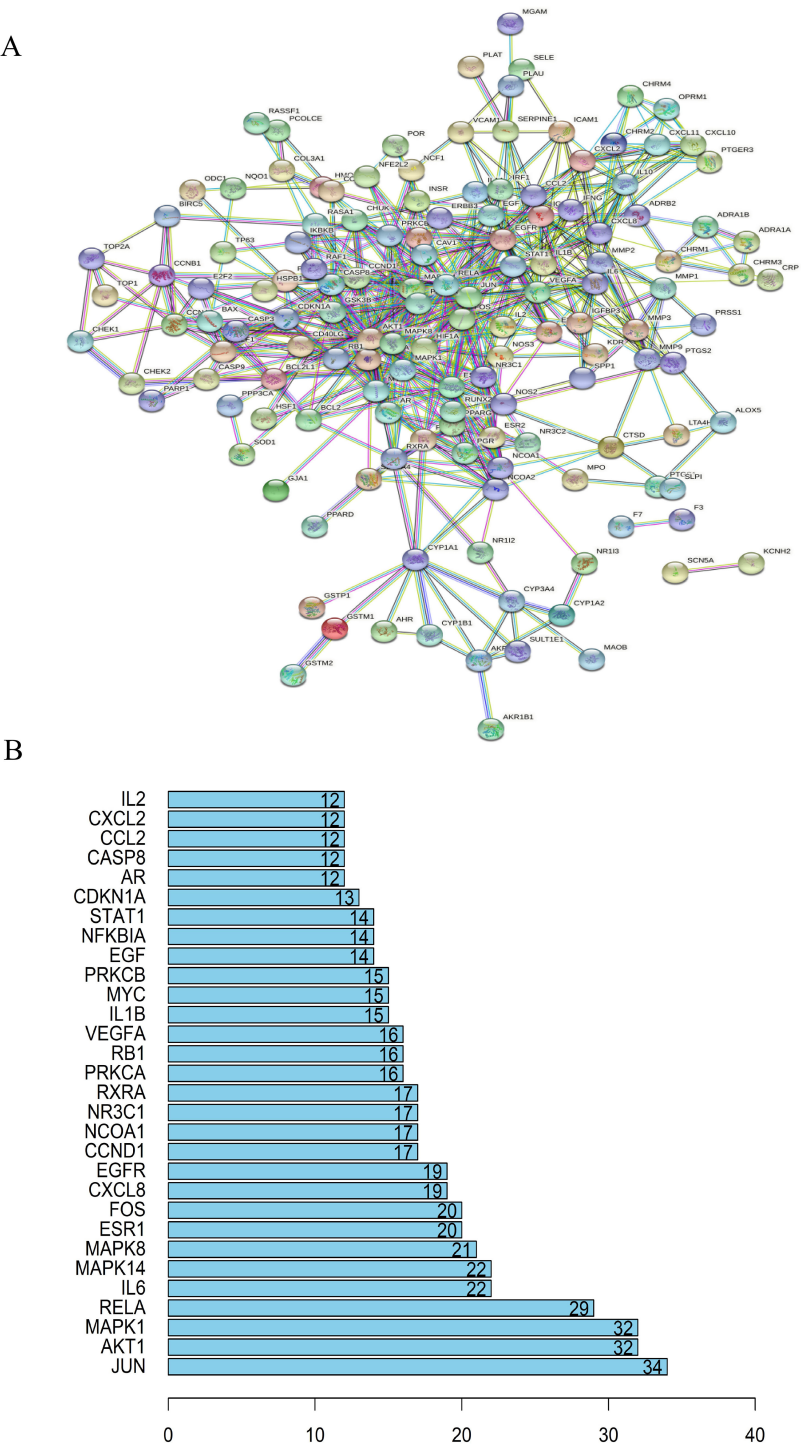 A
MGAM
PLAT
SELE
PLAU
CHRM4
OPRM1
RASSF1
PCOLCE
VCAM1
SERPINE1
ICAM1
CHRM2
CXCL11
CXCL10
POR
CXCL2
PTGER3
COL3A1
NFE2L2
NCF1
IRF1
CCL2
IL10
ODC1
NQO1
INSR
ERBB3
EGF
IFNG
ADRB2
BIRC5
RASA1
CHUK
PRKCB
CXCL8
ADRA1B
TP63
IKBKB
EGFR
ADRA1A
TOP2A
RAF1
CAV1
STAT1
IL1B
MMP2
CHRM1
CCNB1
E2F2
HSPB1
CASP8
CCND1
RELA
VEGFA
IL6
MMP1
CHRM3
CRP
TOP1
GSK3B
JUN
BAX
CDKN1A
IL2
IGFBP3
MMP3
PRSS1
CHEK1
CASP3
CD40LG
AKT1
MAPK8
HIF1A
NOS3
KDR
RB1
MAPK1
MMP9
PTGS2
CHEK2
PARP1
CASP9
BCL2L1
NR3C1
SPP1
PPP3CA
HSF1
BCL2
AR
RUNX2
NOS2
PPARG
SOD1
ESR2
NR3C2
CTSD
LTA4H
ALOX5
RXRA
PGR
NCOA1
GJA1
NCOA2
MPO
SLPI
PPARD
F7
F3
CYP1A1
NR1I2
NR1I3
SCN5A
KCNH2
GSTP1
CYP3A4
CYP1A2
GSTM1
AHR
CYP1B1
SULT1E1
MAOB
GSTM2
AKR1B1
B
IL2 12
CXCL2 12
CCL2 12
CASP8 12
AR 12
CDKN1A 13
STAT1 14
NFKBIA 14
EGF 14
PRKCB 15
MYC 15
IL1B 15
VEGFA 16
RB1 16
PRKCA 16
RXRA 17
NR3C1 17
NCOA1 17
CCND1 17
EGFR 19
CXCL8 19
FOS 20
ESR1 20
MAPK8 21
MAPK14 22
IL6 22
RELA 29
MAPK1 32
AKT1 32
JUN 34
0 10 20 30 40